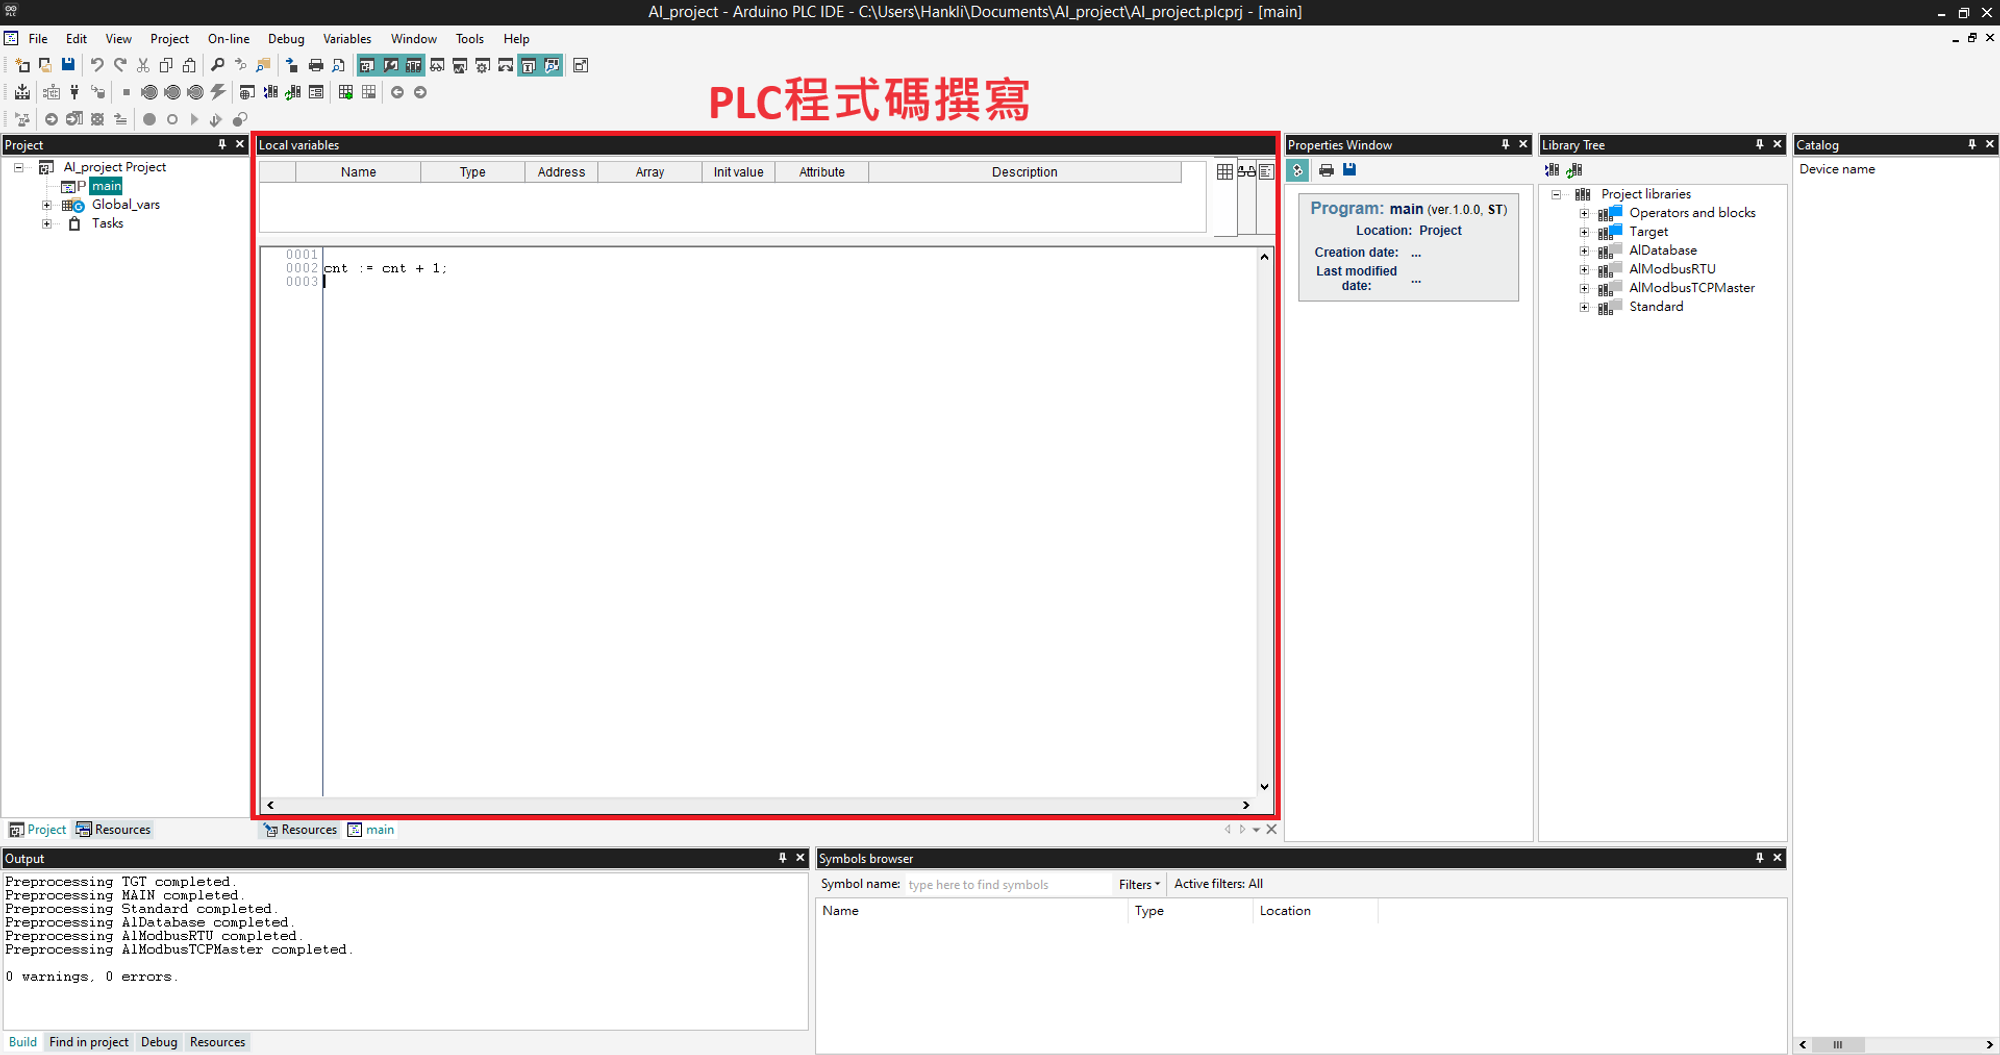 AI_project - Arduino PLC IDE - C:\Users\Hankli\Documents\AI_project\AI_project.plcprj - [main]
File Edit View Project On-line Debug Variables Window Tools Help
PLC程式碼撰寫
Project
AI_project Project
P main
Global_vars
Tasks
Project Resources
Local variables
Name Type Address Array Init value Attribute Description
0001
0002 cnt := cnt + 1;
0003
Resources main
Properties Window
Program: main (ver.1.0.0, ST)
Location: Project
Creation date: ...
Last modified
date: ...
Library Tree
Project libraries
Operators and blocks
Target
AlDatabase
AlModbusRTU
AlModbusTCPMaster
Standard
Catalog
Device name
Output
Preprocessing TGT completed.
Preprocessing MAIN completed.
Preprocessing Standard completed.
Preprocessing AlDatabase completed.
Preprocessing AlModbusRTU completed.
Preprocessing AlModbusTCPMaster completed.
0 warnings, 0 errors.
Build Find in project Debug Resources
Symbols browser
Symbol name: type here to find symbols Filters Active filters: All
Name Type Location